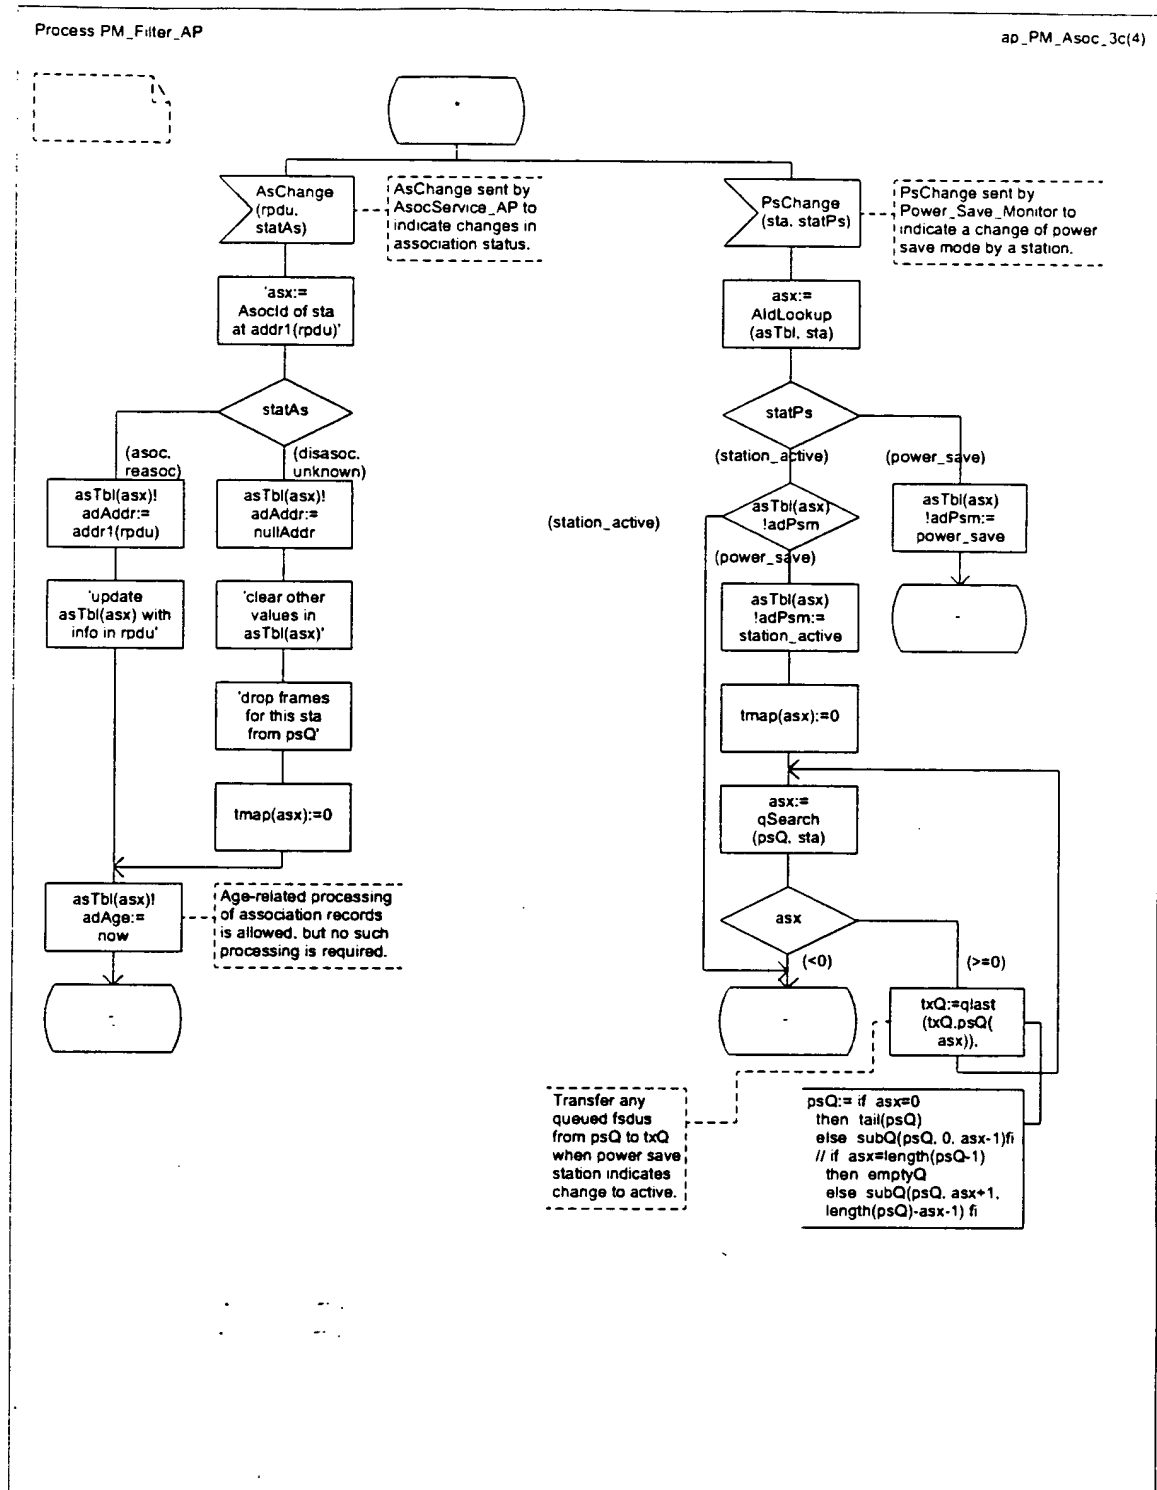 Process PM_Filter_AP
ap_PM_Asoc_3c(4)
*
AsChange
(rpdu,
statAs)
AsChange sent by
AsocService_AP to
indicate changes in
association status.
'asx:=
AsocId of sta
at addr1(rpdu)'
statAs
(asoc,
reasoc)
(disasoc,
unknown)
asTbl(asx)!
adAddr:=
addr1(rpdu)
asTbl(asx)!
adAddr:=
nullAddr
'update
asTbl(asx) with
info in rpdu'
'clear other
values in
asTbl(asx)'
'drop frames
for this sta
from psQ'
tmap(asx):=0
asTbl(asx)!
adAge:=
now
Age-related processing
of association records
is allowed, but no such
processing is required.
-
PsChange
(sta, statPs)
PsChange sent by
Power_Save_Monitor to
indicate a change of power
save mode by a station.
asx:=
AIdLookup
(asTbl, sta)
statPs
(station_active)
(power_save)
asTbl(asx)
!adPsm
(station_active)
(power_save)
asTbl(asx)
!adPsm:=
power_save
-
asTbl(asx)
!adPsm:=
station_active
tmap(asx):=0
asx:=
qSearch
(psQ, sta)
asx
(<0)
(>=0)
-
txQ:=qlast
(txQ,psQ(
asx)),
Transfer any
queued fsdus
from psQ to txQ
when power save
station indicates
change to active.
psQ:= if asx=0
then tail(psQ)
else subQ(psQ, 0, asx-1)fi
// if asx=length(psQ-1)
then emptyQ
else subQ(psQ, asx+1,
length(psQ)-asx-1) fi